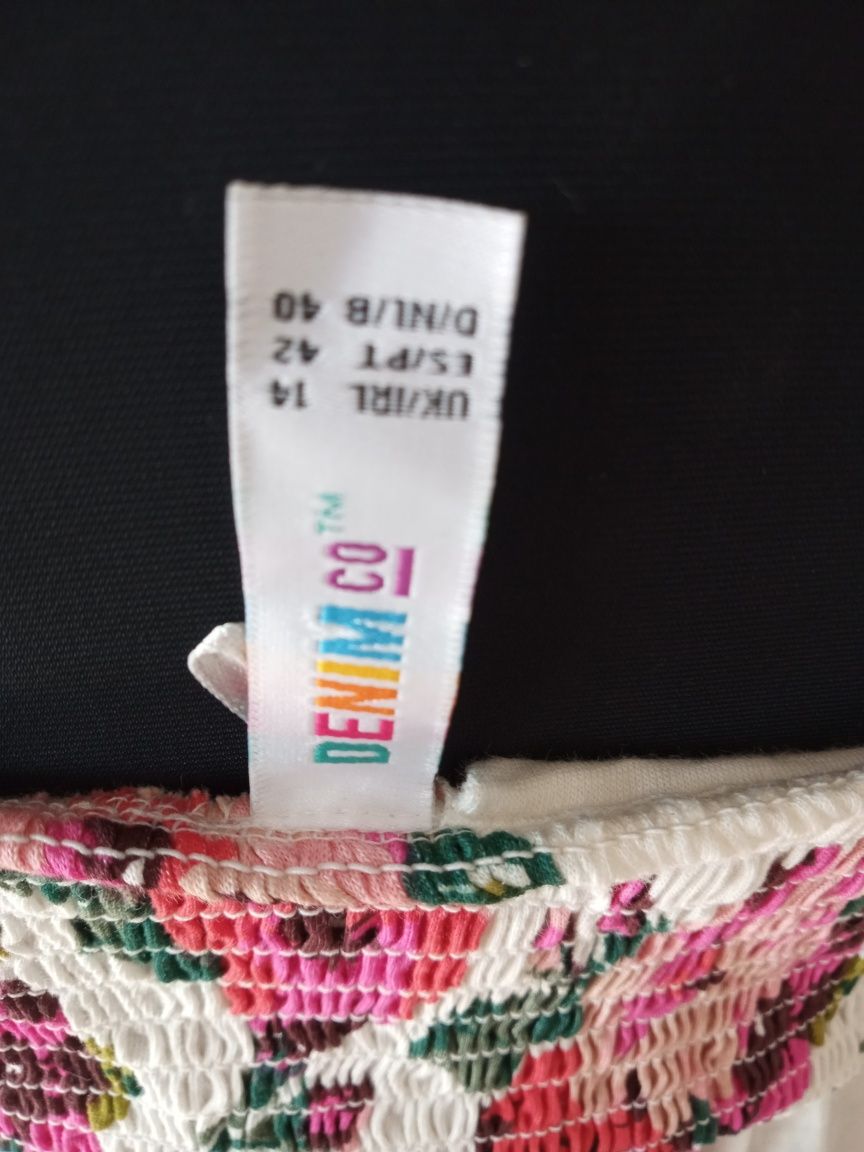 DENIM CO™
UK/IRL 14
ES/PT 42
D/NL/B 40